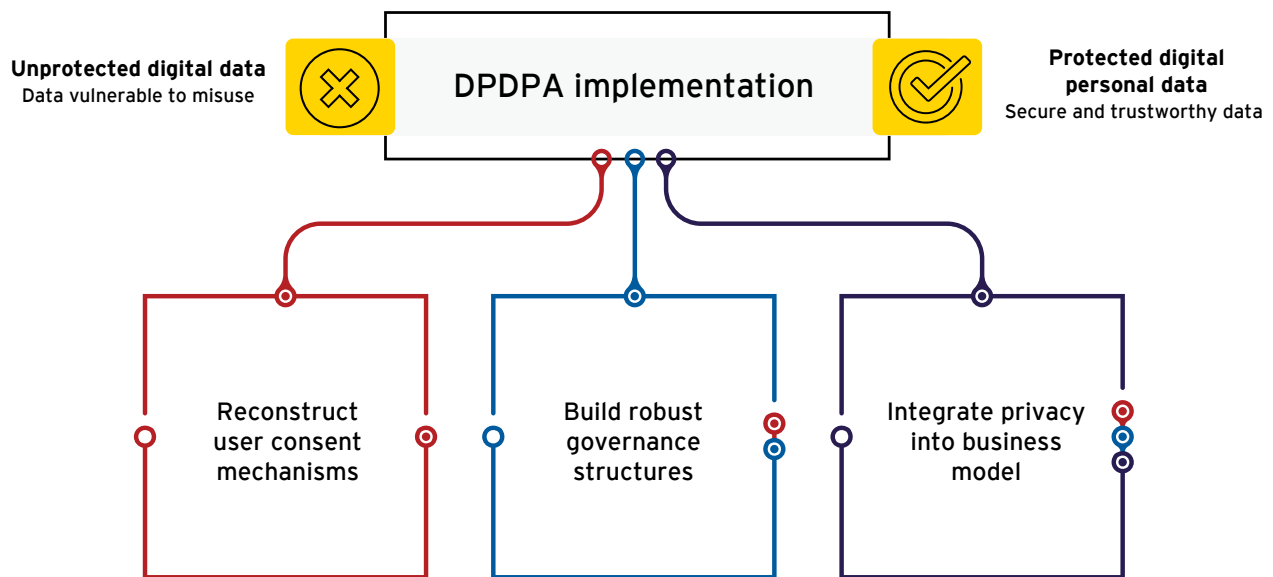 Unprotected digital data
Data vulnerable to misuse
DPDPA implementation
Protected digital
personal data
Secure and trustworthy data
Reconstruct
user consent
mechanisms
Build robust
governance
structures
Integrate privacy
into business
model